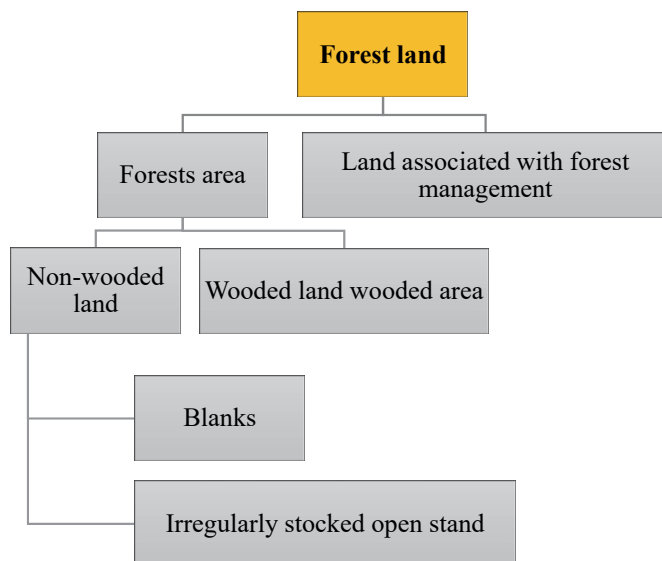 Forest land
Forests area
Land associated with forest
management
Non-wooded
land
Wooded land wooded area
Blanks
Irregularly stocked open stand